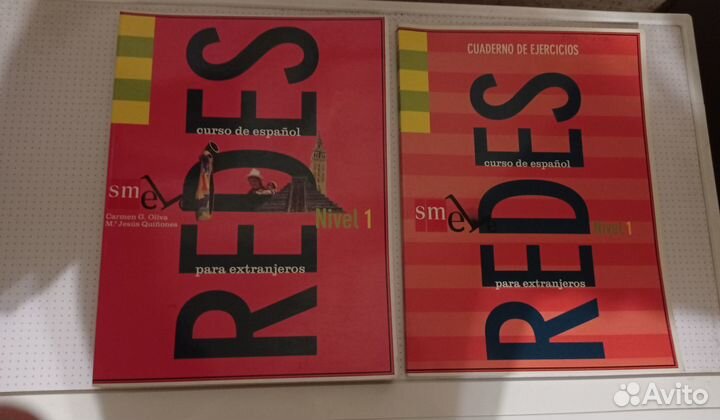 REDES
curso de español
sm
eLe
Carmen G. Oliva
M.ª Jesús Quiñones
Nivel 1
para extranjeros
CUADERNO DE EJERCICIOS
REDES
curso de español
sm
eLe
Nivel 1
para extranjeros
Avito